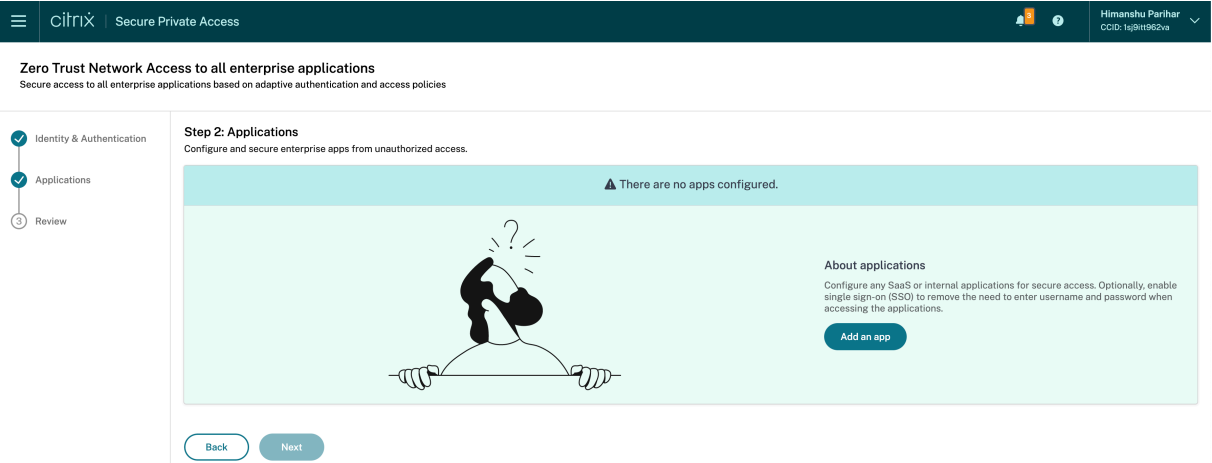 citrix | Secure Private Access
3
?
Himanshu Parihar
CCID: 1sj9itt962va
Zero Trust Network Access to all enterprise applications
Secure access to all enterprise applications based on adaptive authentication and access policies
Identity & Authentication
Applications
3 Review
Step 2: Applications
Configure and secure enterprise apps from unauthorized access.
There are no apps configured.
?
About applications
Configure any SaaS or internal applications for secure access. Optionally, enable
single sign-on (SSO) to remove the need to enter username and password when
accessing the applications.
Add an app
Back
Next